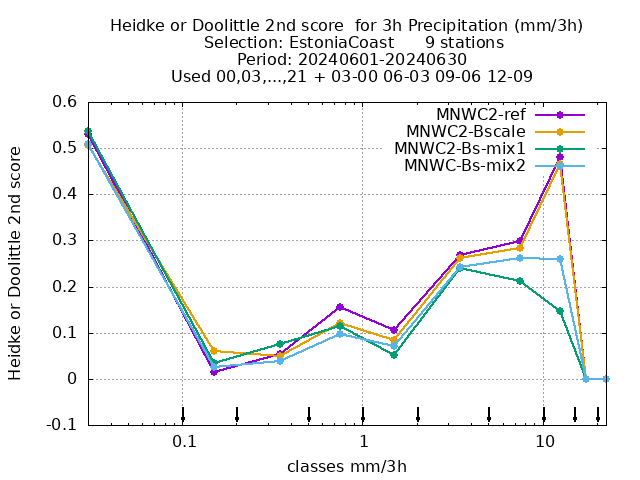 Heidke or Doolittle 2nd score  for 3h Precipitation (mm/3h)
Selection: EstoniaCoast      9 stations
Period: 20240601-20240630
Used 00,03,...,21 + 03-00 06-03 09-06 12-09
MNWC2-ref
MNWC2-Bscale
MNWC2-Bs-mix1
MNWC-Bs-mix2
Heidke or Doolittle 2nd score
0.6
0.5
0.4
0.3
0.2
0.1
0
-0.1
0.1
1
10
classes mm/3h